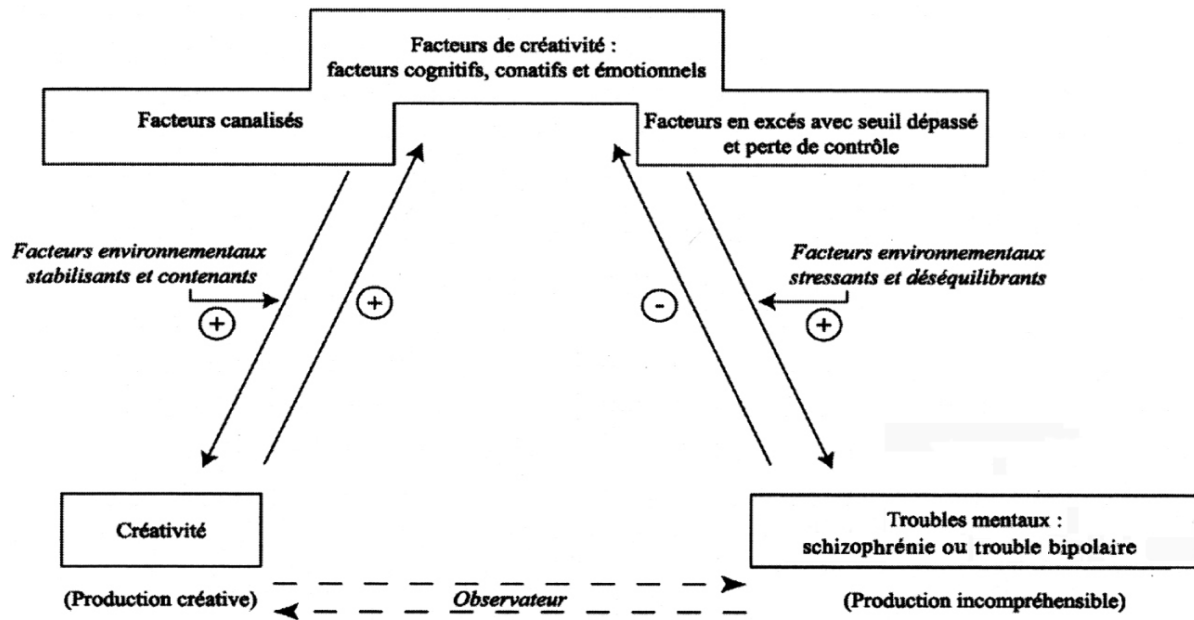 Facteurs de créativité :
facteurs cognitifs, conatifs et émotionnels
Facteurs canalisés
Facteurs en excés avec seuil dépassé
et perte de contrôle
Facteurs environnementaux
stabilisants et contenants
+
+
-
Facteurs environnementaux
stressants et déséquilibrants
+
Créativité
Troubles mentaux :
schizophrénie ou trouble bipolaire
(Production créative)
Observateur
(Production incompréhensible)